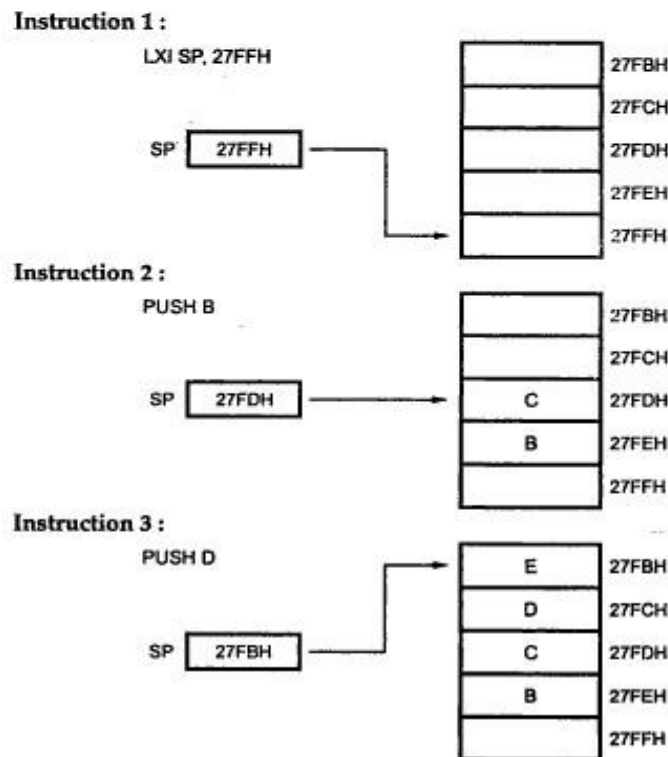 Instruction 1 :
LXI SP, 27FFH
SP 27FFH
27FBH
27FCH
27FDH
27FEH
27FFH
Instruction 2 :
PUSH B
SP 27FDH
27FBH
27FCH
C 27FDH
B 27FEH
27FFH
Instruction 3 :
PUSH D
SP 27FBH
E 27FBH
D 27FCH
C 27FDH
B 27FEH
27FFH